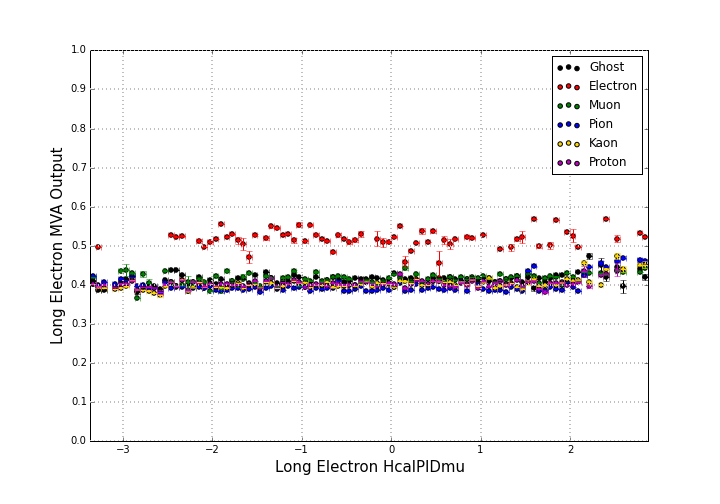 1.0
0.9
0.8
0.7
0.6
0.5
0.4
0.3
0.2
0.1
0.0
Long Electron MVA Output
Ghost
Electron
Muon
Pion
Kaon
Proton
−3 −2 −1 0 1 2
Long Electron HcalPIDmu